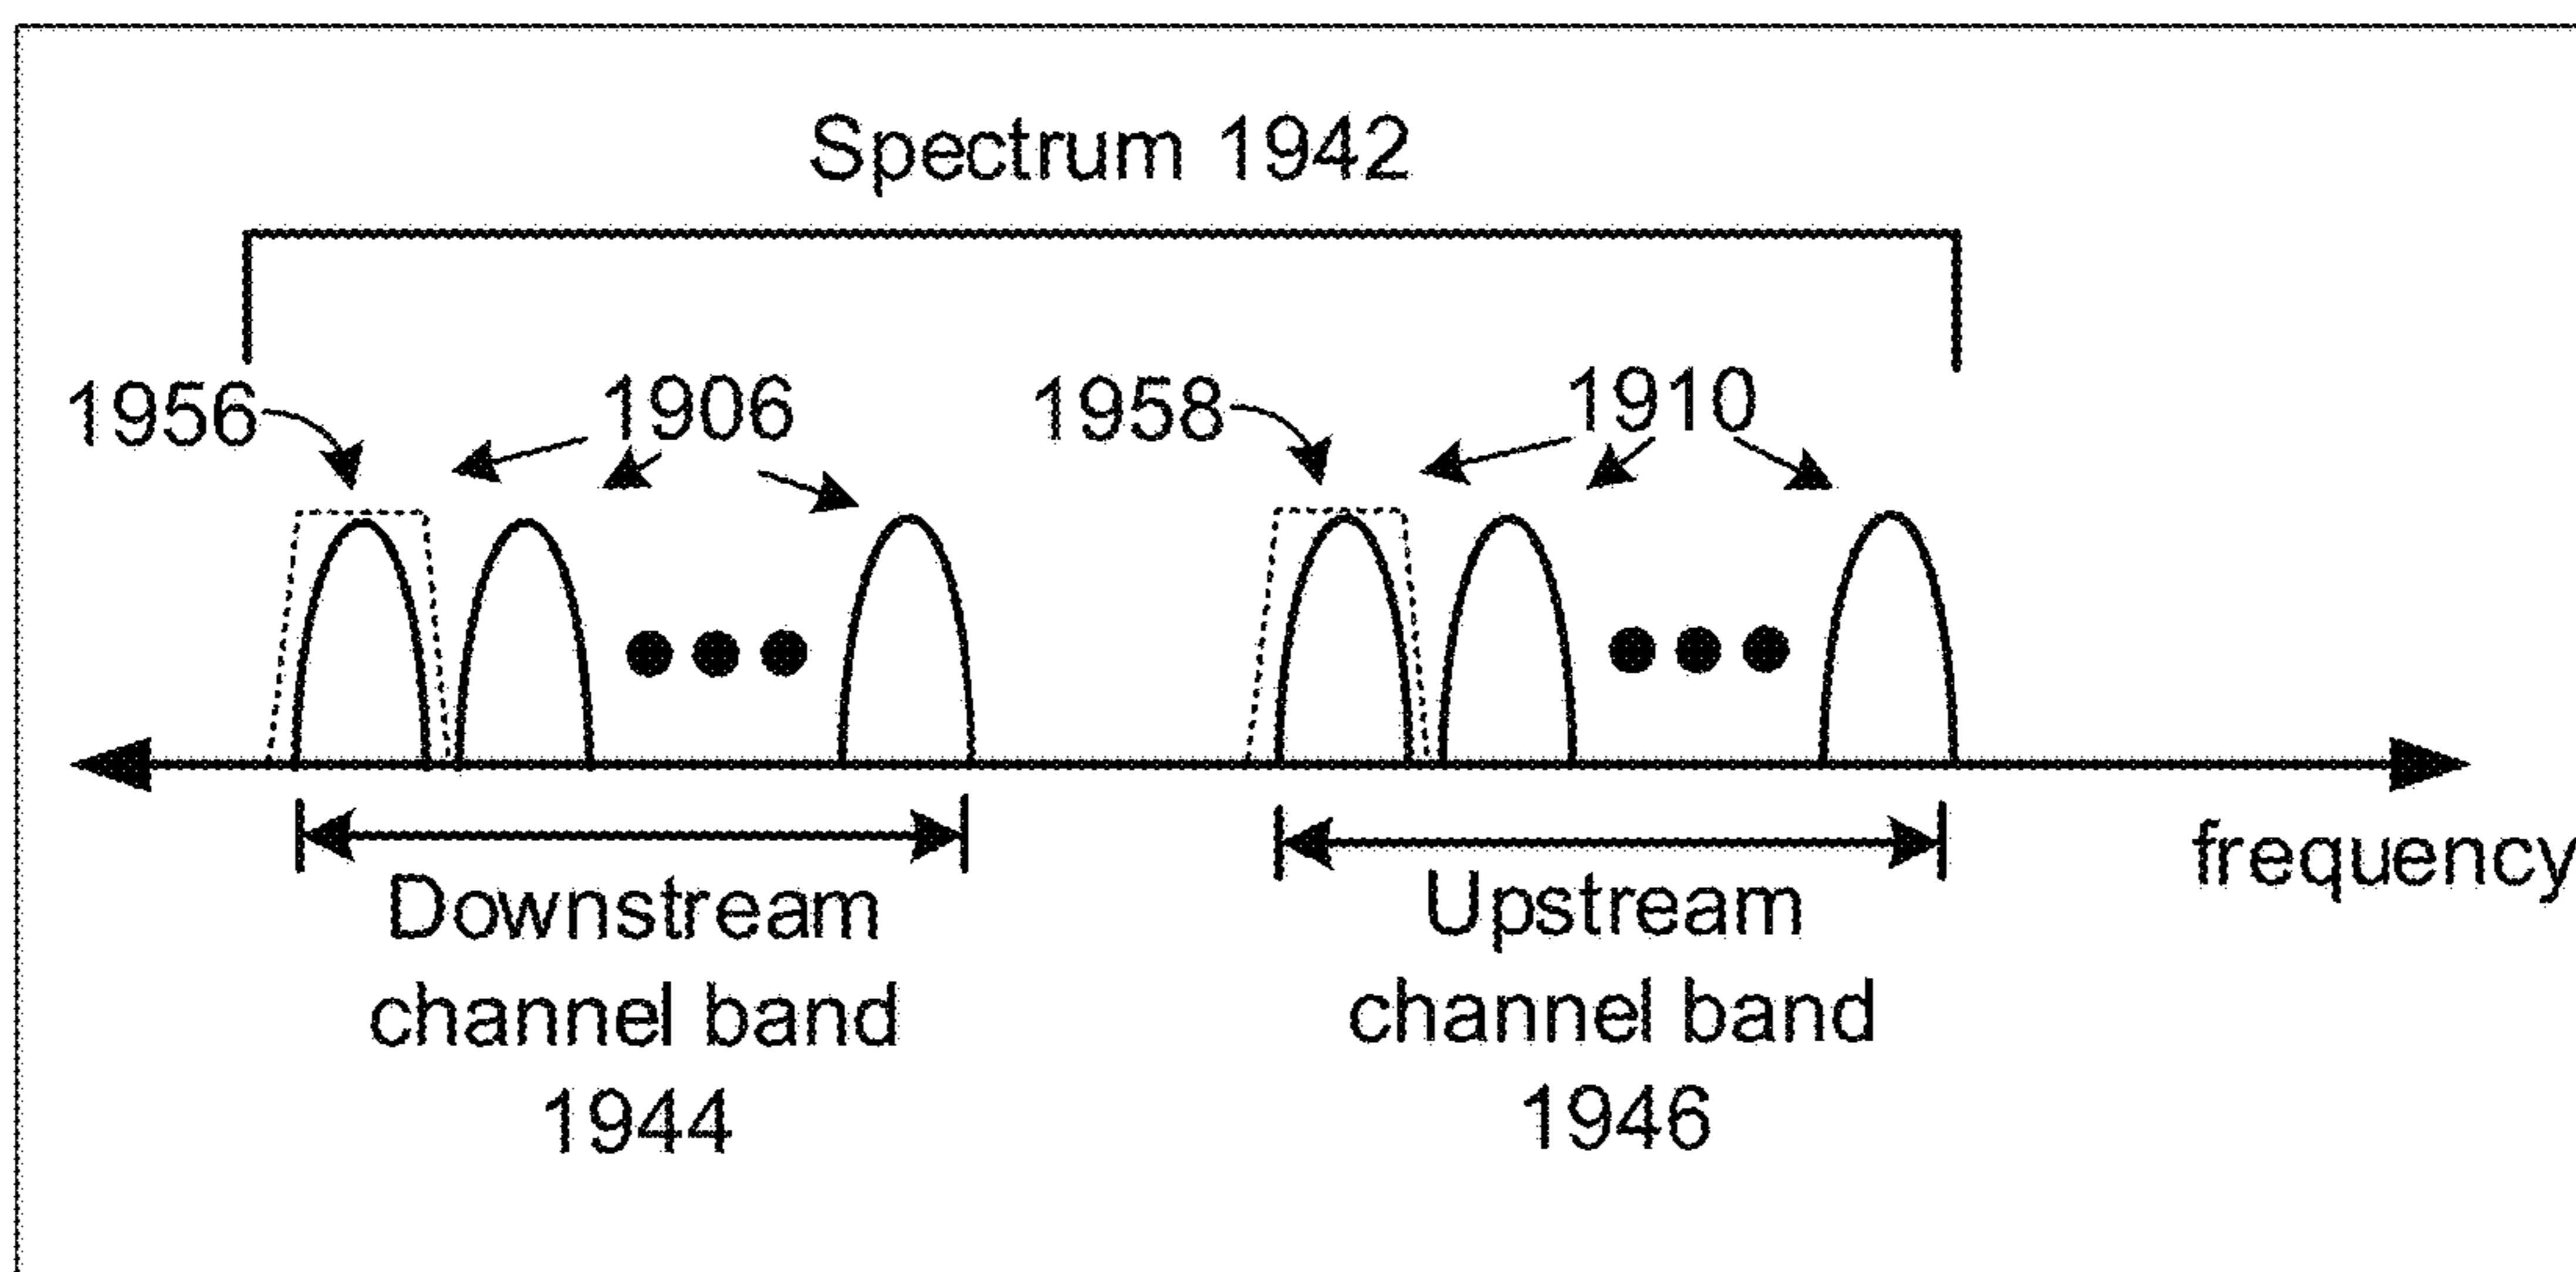 Spectrum 1942
1956
1906
1958
1910
frequency
Downstream
channel band
1944
Upstream
channel band
1946